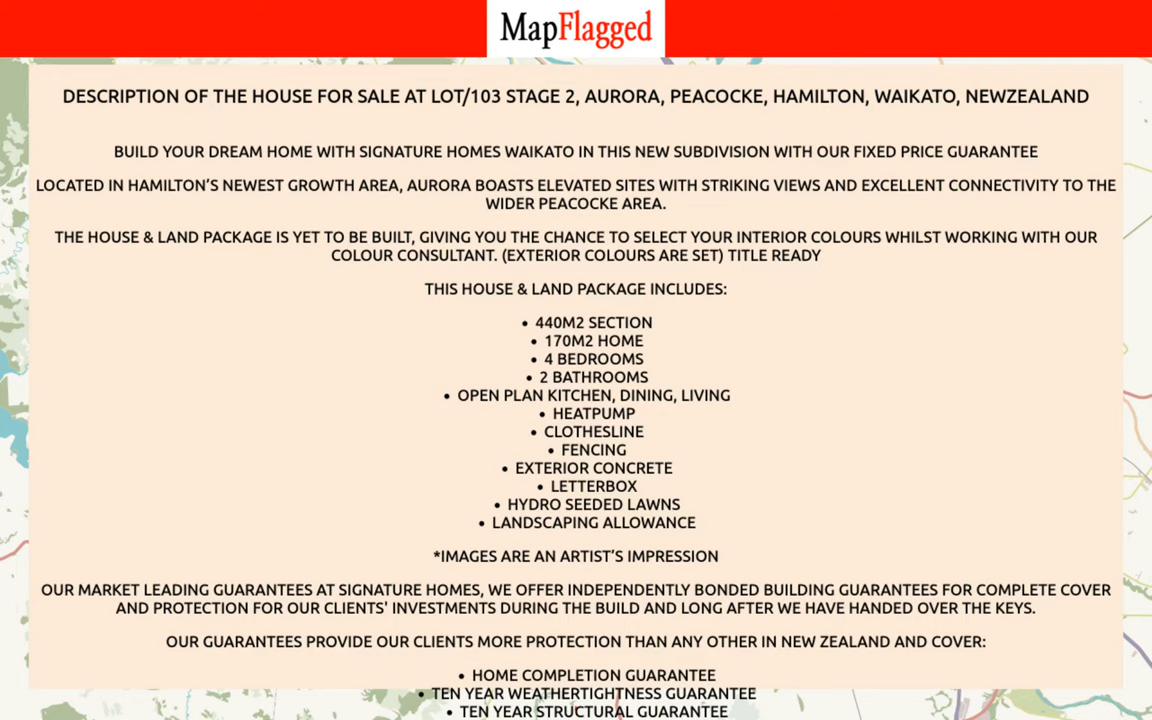 MapFlagged
DESCRIPTION OF THE HOUSE FOR SALE AT LOT/103 STAGE 2, AURORA, PEACOCKE, HAMILTON, WAIKATO, NEWZEALAND
BUILD YOUR DREAM HOME WITH SIGNATURE HOMES WAIKATO IN THIS NEW SUBDIVISION WITH OUR FIXED PRICE GUARANTEE
LOCATED IN HAMILTON’S NEWEST GROWTH AREA, AURORA BOASTS ELEVATED SITES WITH STRIKING VIEWS AND EXCELLENT CONNECTIVITY TO THE
WIDER PEACOCKE AREA.
THE HOUSE & LAND PACKAGE IS YET TO BE BUILT, GIVING YOU THE CHANCE TO SELECT YOUR INTERIOR COLOURS WHILST WORKING WITH OUR
COLOUR CONSULTANT. (EXTERIOR COLOURS ARE SET) TITLE READY
THIS HOUSE & LAND PACKAGE INCLUDES:
• 440M2 SECTION
• 170M2 HOME
• 4 BEDROOMS
• 2 BATHROOMS
• OPEN PLAN KITCHEN, DINING, LIVING
• HEATPUMP
• CLOTHESLINE
• FENCING
• EXTERIOR CONCRETE
• LETTERBOX
• HYDRO SEEDED LAWNS
• LANDSCAPING ALLOWANCE
*IMAGES ARE AN ARTIST’S IMPRESSION
OUR MARKET LEADING GUARANTEES AT SIGNATURE HOMES, WE OFFER INDEPENDENTLY BONDED BUILDING GUARANTEES FOR COMPLETE COVER
AND PROTECTION FOR OUR CLIENTS' INVESTMENTS DURING THE BUILD AND LONG AFTER WE HAVE HANDED OVER THE KEYS.
OUR GUARANTEES PROVIDE OUR CLIENTS MORE PROTECTION THAN ANY OTHER IN NEW ZEALAND AND COVER:
• HOME COMPLETION GUARANTEE
• TEN YEAR WEATHERTIGHTNESS GUARANTEE
• TEN YEAR STRUCTURAL GUARANTEE